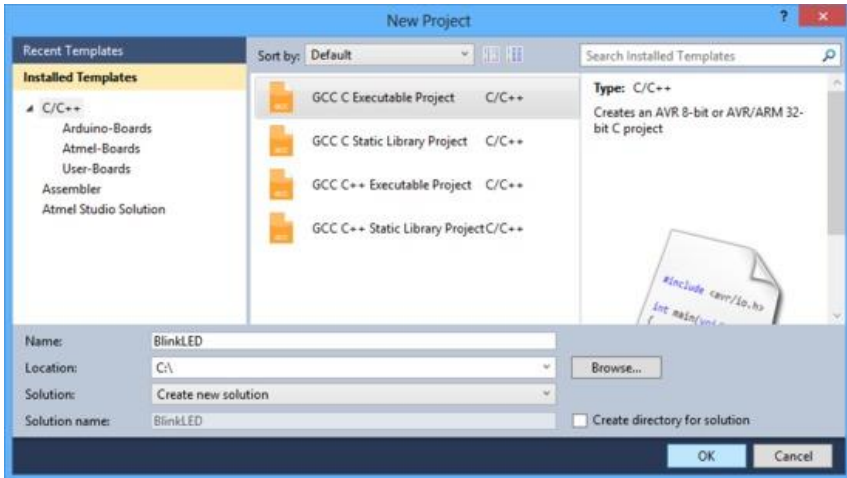 New Project
?
Recent Templates
Installed Templates
C/C++
Arduino-Boards
Atmel-Boards
User-Boards
Assembler
Atmel Studio Solution
Sort by: Default
GCC C Executable Project C/C++
GCC C Static Library Project C/C++
GCC C++ Executable Project C/C++
GCC C++ Static Library Project C/C++
Search Installed Templates
Type: C/C++
Creates an AVR 8-bit or AVR/ARM 32-
bit C project
#include <avr/io.h>
int main(void)
{
Name: BlinkLED
Location: C:\
Browse...
Solution: Create new solution
Solution name: BlinkLED
Create directory for solution
OK
Cancel